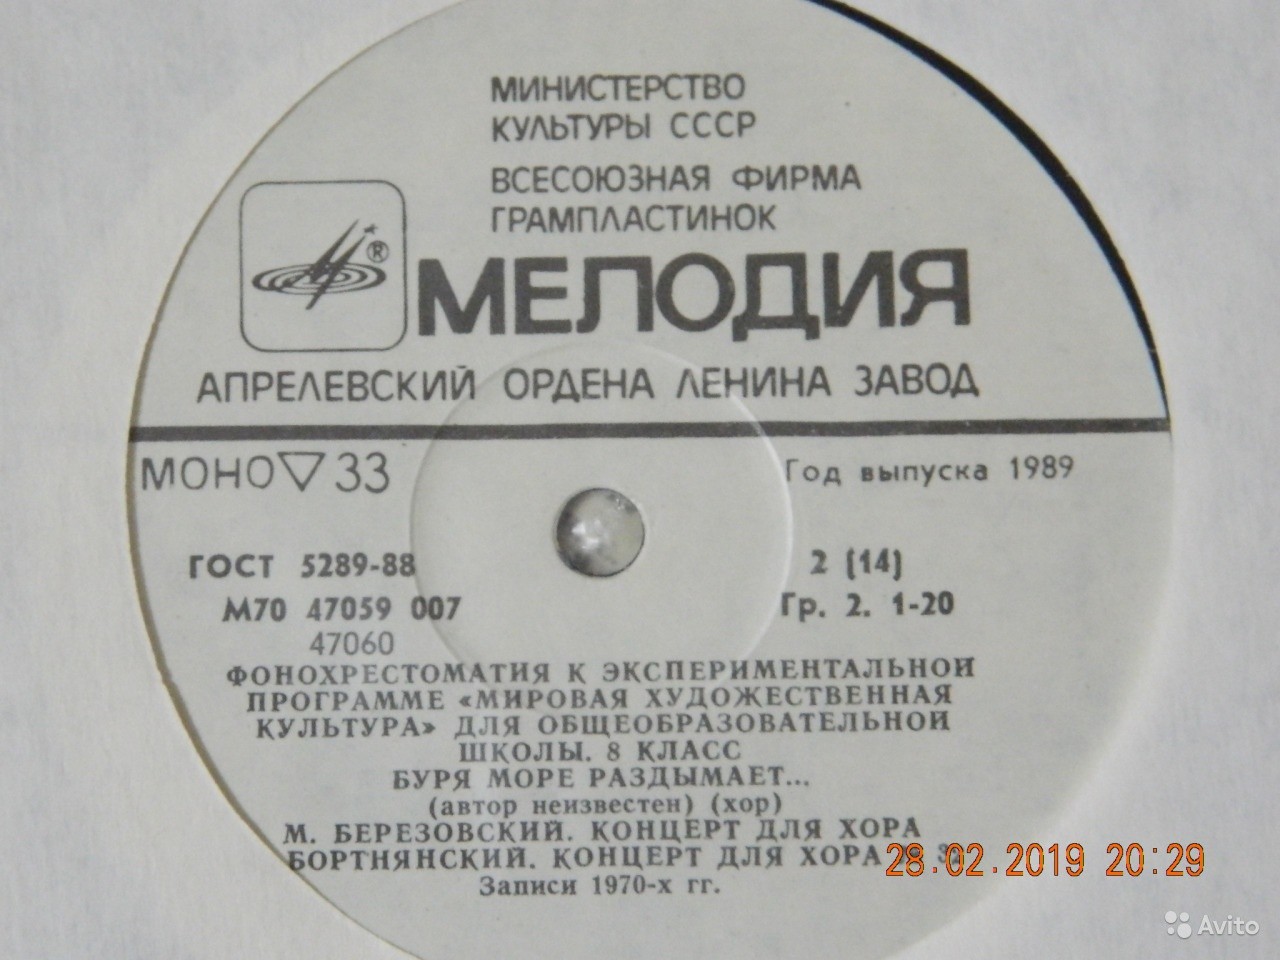 МИНИСТЕРСТВО
КУЛЬТУРЫ СССР
ВСЕСОЮЗНАЯ ФИРМА
ГРАМПЛАСТИНОК
®
МЕЛОДИЯ
АПРЕЛЕВСКИЙ ОРДЕНА ЛЕНИНА ЗАВОД
МОНО ▽ 33
Год выпуска 1989
ГОСТ 5289-88
2 (14)
М70 47059 007
Гр. 2. 1-20
47060
ФОНОХРЕСТОМАТИЯ К ЭКСПЕРИМЕНТАЛЬНОЙ
ПРОГРАММЕ «МИРОВАЯ ХУДОЖЕСТВЕННАЯ
КУЛЬТУРА» ДЛЯ ОБЩЕОБРАЗОВАТЕЛЬНОЙ
ШКОЛЫ. 8 КЛАСС
БУРЯ МОРЕ РАЗДЫМАЕТ...
(автор неизвестен) (хор)
М. БЕРЕЗОВСКИЙ. КОНЦЕРТ ДЛЯ ХОРА
БОРТНЯНСКИЙ. КОНЦЕРТ ДЛЯ ХОРА
Записи 1970-х гг.
28.02.2019 20:29
Avito